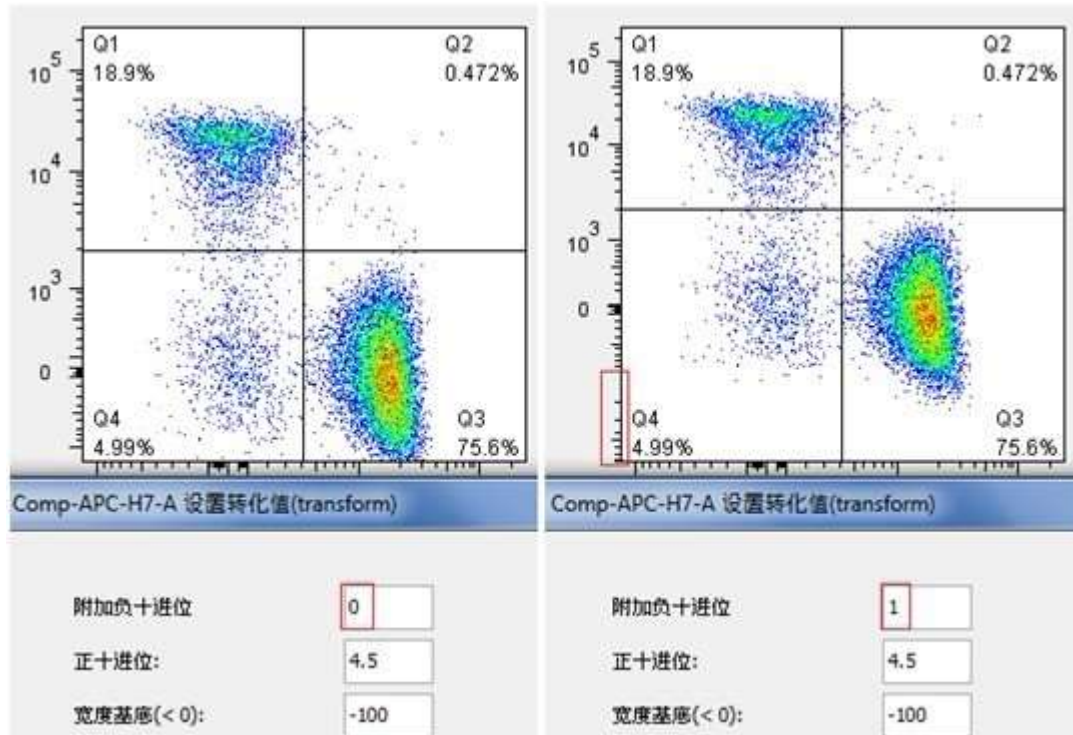 Q1
18.9%
Q2
0.472%
10^5
10^4
10^3
0
Q4
4.99%
Q3
75.6%
Comp-APC-H7-A 设置转化值(transform)
附加负十进位
0
正十进位:
4.5
宽度基底(< 0):
-100
Q1
18.9%
Q2
0.472%
10^5
10^4
10^3
0
Q4
4.99%
Q3
75.6%
Comp-APC-H7-A 设置转化值(transform)
附加负十进位
1
正十进位:
4.5
宽度基底(< 0):
-100